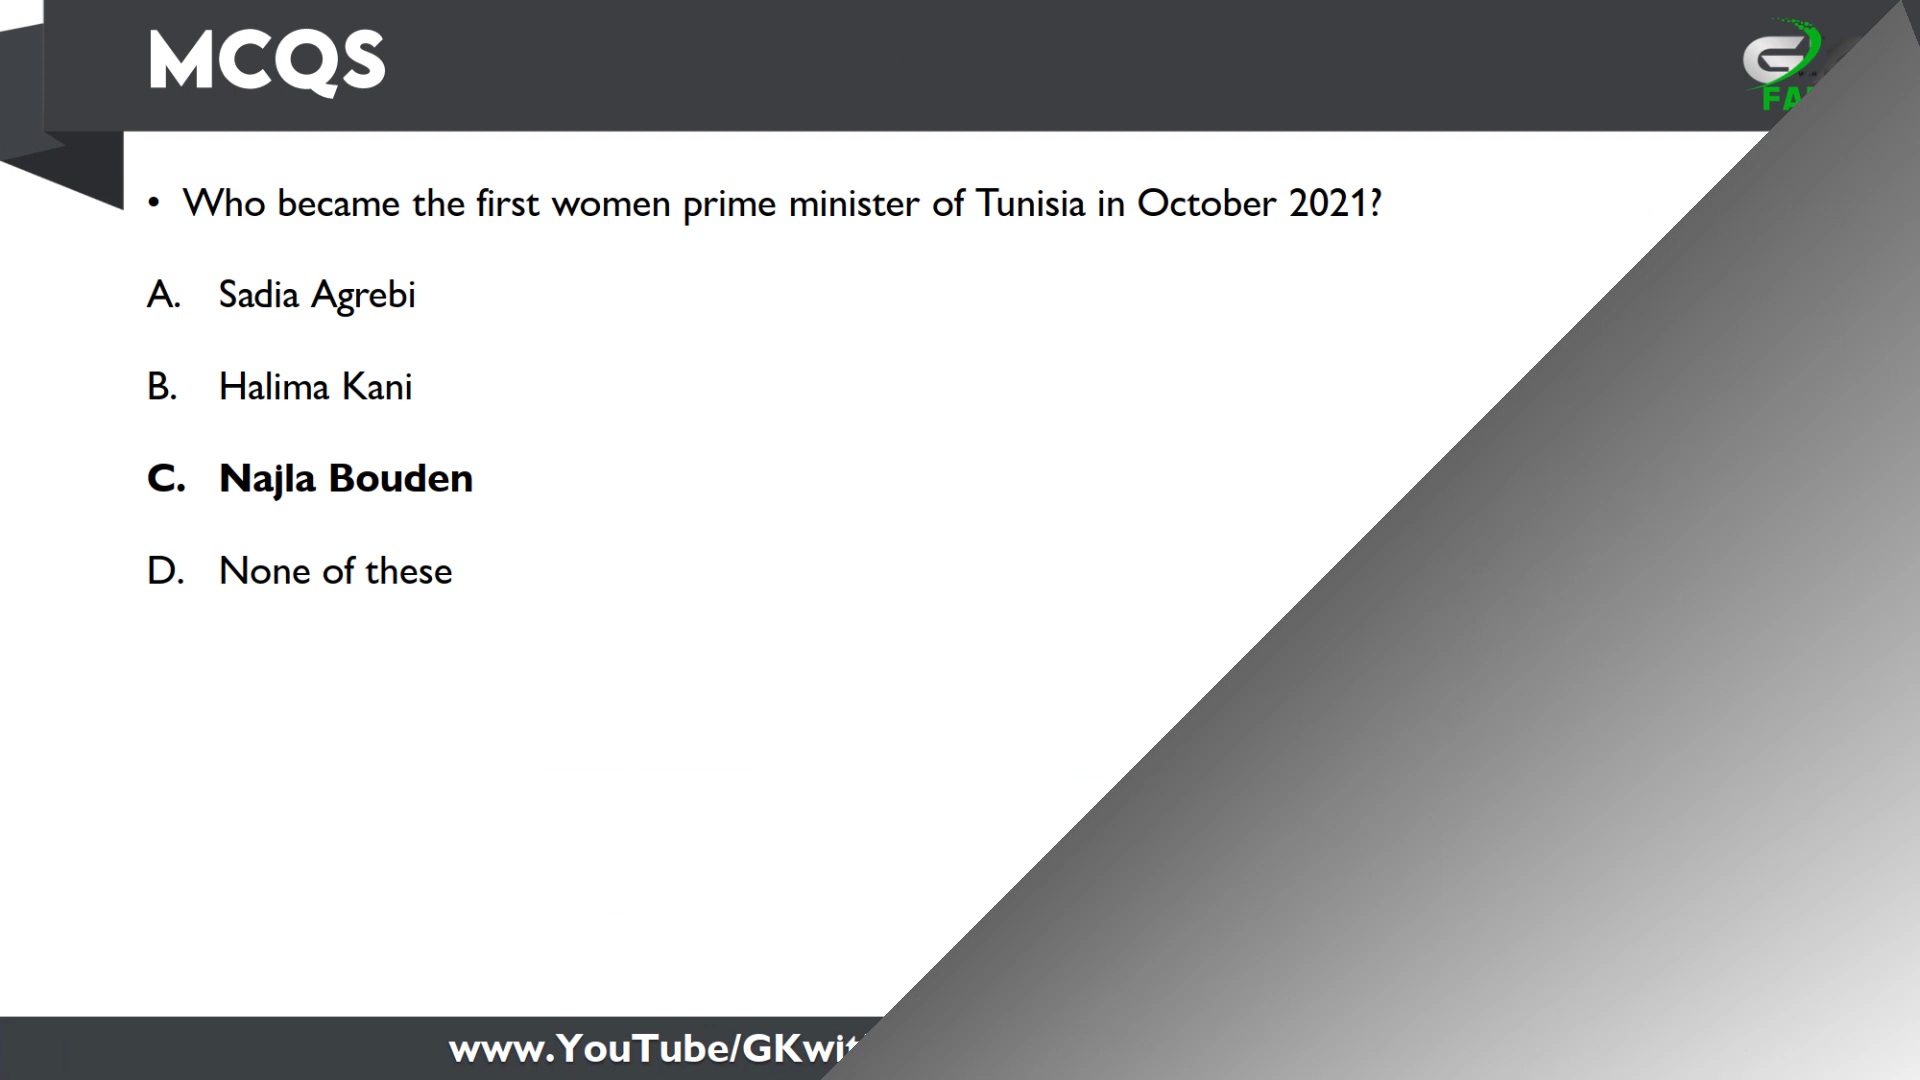 MCQS
• Who became the first women prime minister of Tunisia in October 2021?
A. Sadia Agrebi
B. Halima Kani
C. Najla Bouden
D. None of these
www.YouTube/GKwit